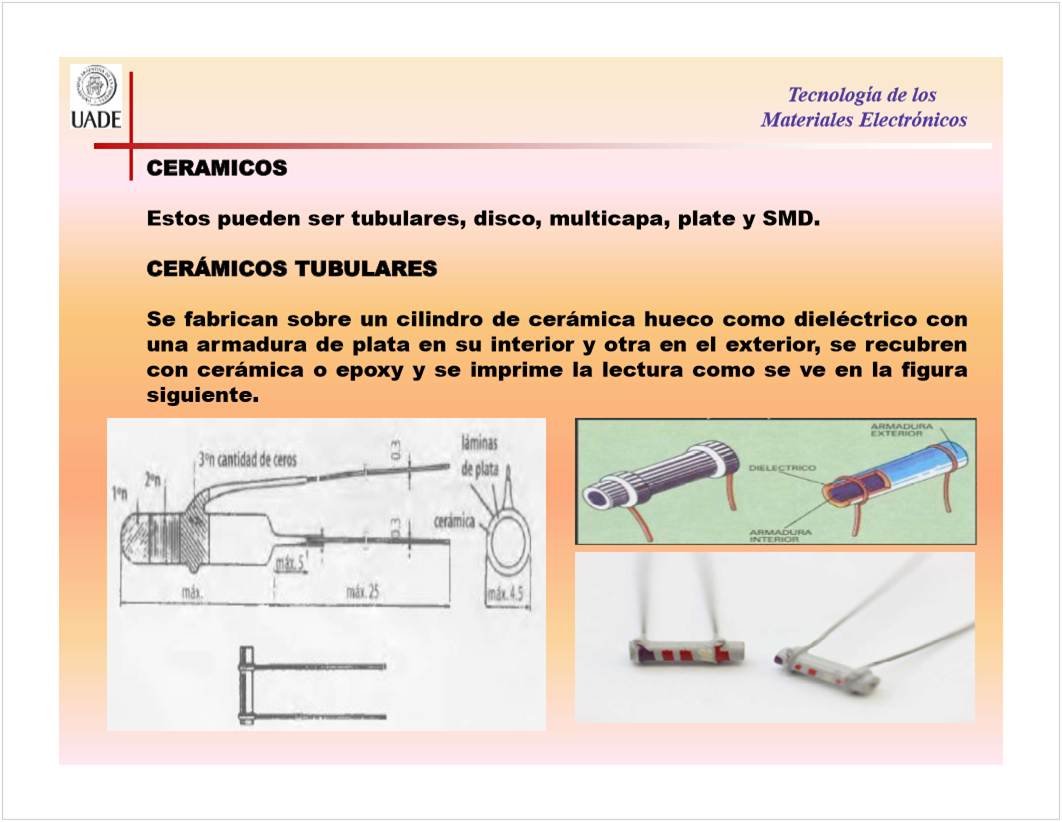 UADE
Tecnología de los
Materiales Electrónicos
CERAMICOS
Estos pueden ser tubulares, disco, multicapa, plate y SMD.
CERÁMICOS TUBULARES
Se fabrican sobre un cilindro de cerámica hueco como dieléctrico con
una armadura de plata en su interior y otra en el exterior, se recubren
con cerámica o epoxy y se imprime la lectura como se ve en la figura
siguiente.
1ºn
2ºn
3ºn cantidad de ceros
0.3
láminas
de plata
cerámica
0.3
máx.5
máx.
máx.25
máx.4.5
ARMADURA
EXTERIOR
DIELECTRICO
ARMADURA
INTERIOR